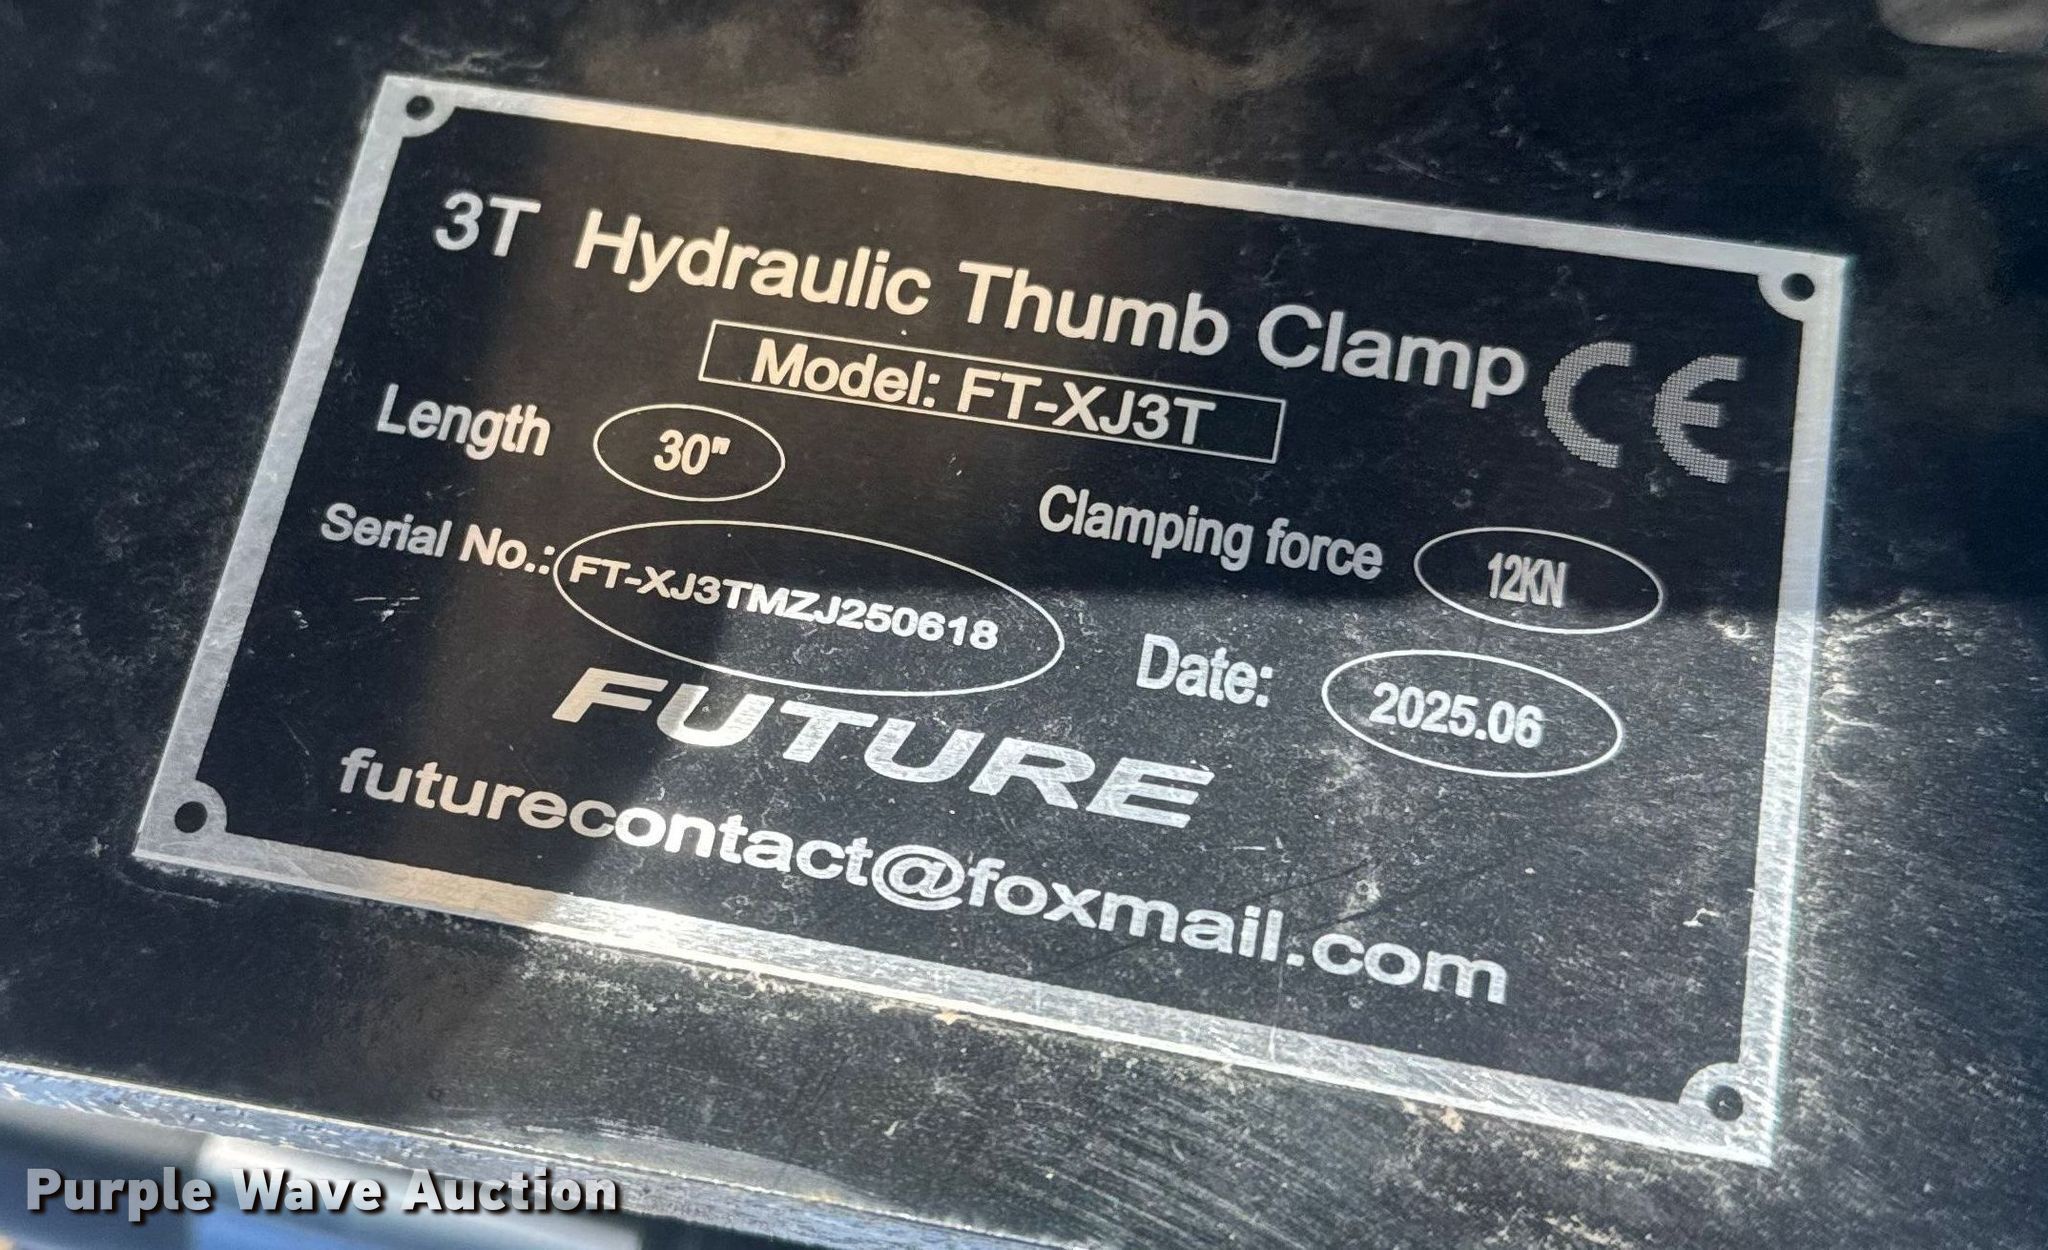 3T Hydraulic Thumb Clamp
CE
Model: FT-XJ3T
Length 30"
Clamping force 12KN
Serial No.: FT-XJ3TMZJ250618
Date: 2025.06
FUTURE
futurecontact@foxmail.com
Purple Wave Auction